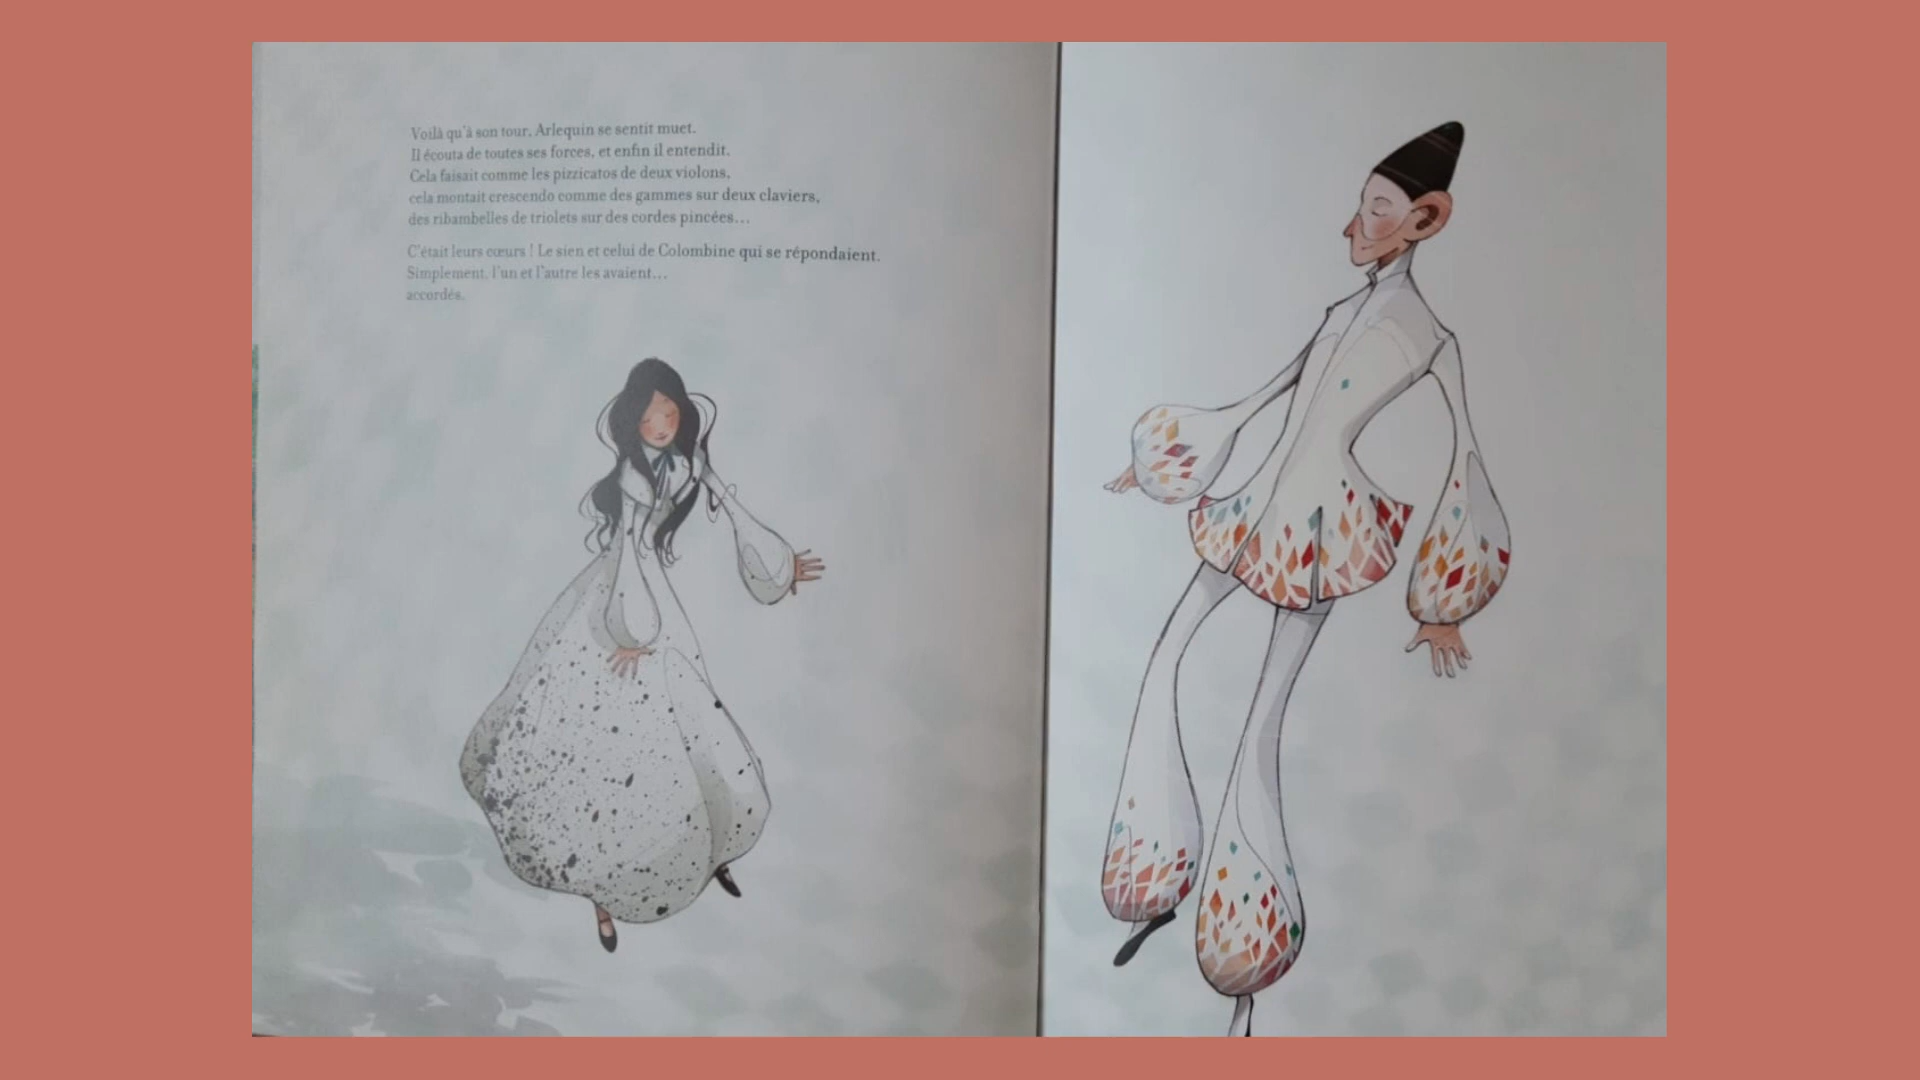 Voilà qu'à son tour, Arlequin se sentit muet.
Il écouta de toutes ses forces, et enfin il entendit.
Cela faisait comme les pizzicatos de deux violons,
cela montait crescendo comme des gammes sur deux claviers,
des ribambelles de triolets sur des cordes pincées...
C'était leurs cœurs ! Le sien et celui de Colombine qui se répondaient.
Simplement, l'un et l'autre les avaient...
accordés.